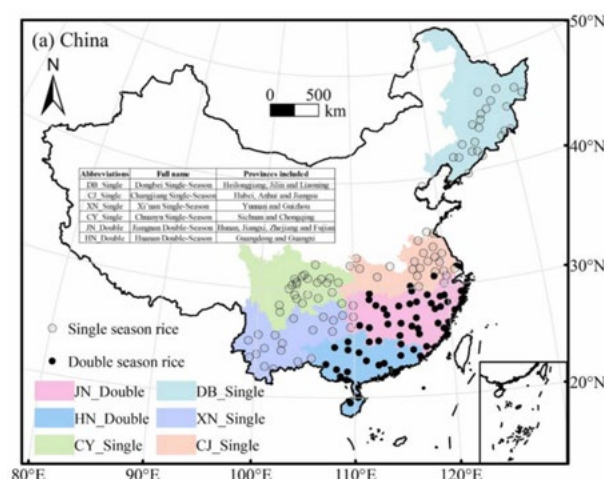 (a) China
N
0 500
km
50°N
40°N
30°N
20°N
Abbreviations Full name Provinces included
DB_Single Dongbei Single-Season Heilongjiang, Jilin and Liaoning
CJ_Single Changjiang Single-Season Hubei, Anhui and Jiangsu
XN_Single Xi'nan Single-Season Yunnan and Guizhou
CY_Single Chuanyu Single-Season Sichuan and Chongqing
JN_Double Jiangnan Double-Season Hunan, Jiangxi, Zhejiang and Fujian
HN_Double Huanan Double-Season Guangdong and Guangxi
Single season rice
Double season rice
JN_Double DB_Single
HN_Double XN_Single
CY_Single CJ_Single
80°E 90°E 100°E 110°E 120°E